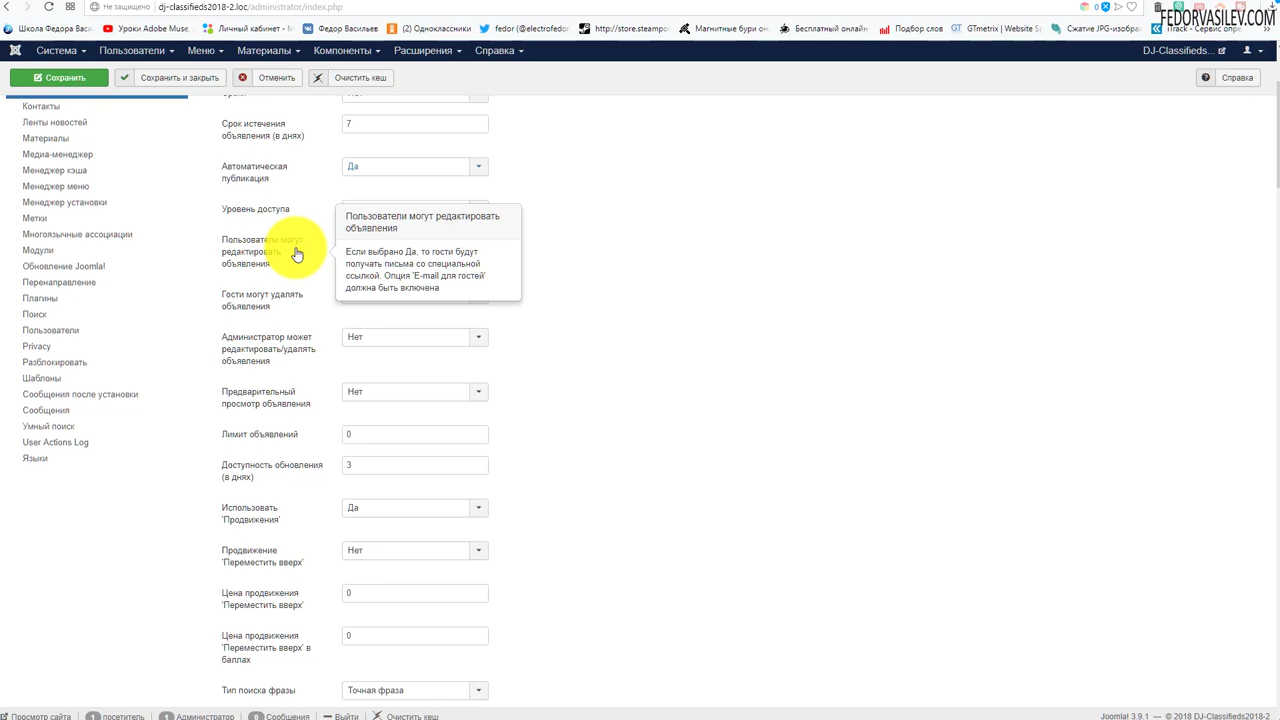 dj-classifieds2018-2.loc/administrator/index.php
Не защищено
FEDORVASILEV.COM
Школа Федора Васил.
Уроки Adobe Muse,
Личный кабинет
Федор Васильев
(2) Одноклассники
fedor (@electrofedor
http://store.steampo
Магнитные бури он
Бесплатный онлайн
Подбор слов
GTmetrix | Website S
Сжатие JPG-изображ
iTrack - Сервис опре
Система
Пользователи
Меню
Материалы
Компоненты
Расширения
Справка
DJ-Classifieds...
Сохранить
Сохранить и закрыть
Отменить
Очистить кеш
Справка
Контакты
Ленты новостей
Материалы
Медиа-менеджер
Менеджер кэша
Менеджер меню
Менеджер установки
Метки
Многоязычные ассоциации
Модули
Обновление Joomla!
Перенаправление
Плагины
Поиск
Пользователи
Privacy
Разблокировать
Шаблоны
Сообщения после установки
Сообщения
Умный поиск
User Actions Log
Языки
Срок истечения
объявления (в днях)
7
Автоматическая
публикация
Да
Уровень доступа
Пользователи могут
редактировать
объявления
Пользователи могут редактировать
объявления
Если выбрано Да, то гости будут
получать письма со специальной
ссылкой. Опция 'E-mail для гостей'
должна быть включена
Гости могут удалять
объявления
Администратор может
редактировать/удалять
объявления
Нет
Предварительный
просмотр объявления
Нет
Лимит объявлений
0
Доступность обновления
(в днях)
3
Использовать
'Продвижения'
Да
Продвижение
'Переместить вверх'
Нет
Цена продвижения
'Переместить вверх'
0
Цена продвижения
'Переместить вверх' в
баллах
0
Тип поиска фразы
Точная фраза
Просмотр сайта
1 посетитель
1 Администратор
0 Сообщения
Выйти
Очистить кеш
Joomla! 3.9.1 — © 2018 DJ-Classifieds2018-2